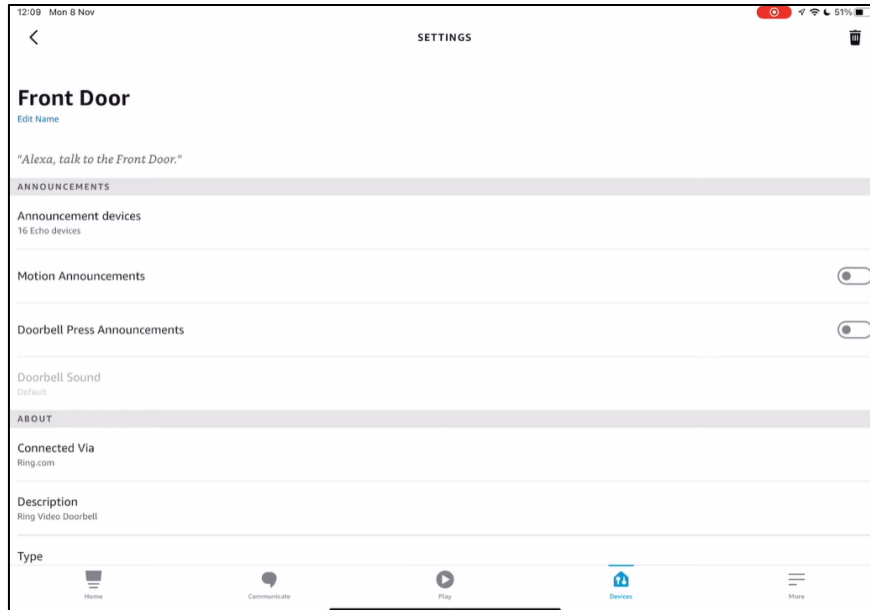 12:09 Mon 8 Nov
51%
SETTINGS
Front Door
Edit Name
"Alexa, talk to the Front Door."
ANNOUNCEMENTS
Announcement devices
16 Echo devices
Motion Announcements
Doorbell Press Announcements
Doorbell Sound
Default
ABOUT
Connected Via
Ring.com
Description
Ring Video Doorbell
Type
Home
Communicate
Play
Devices
More